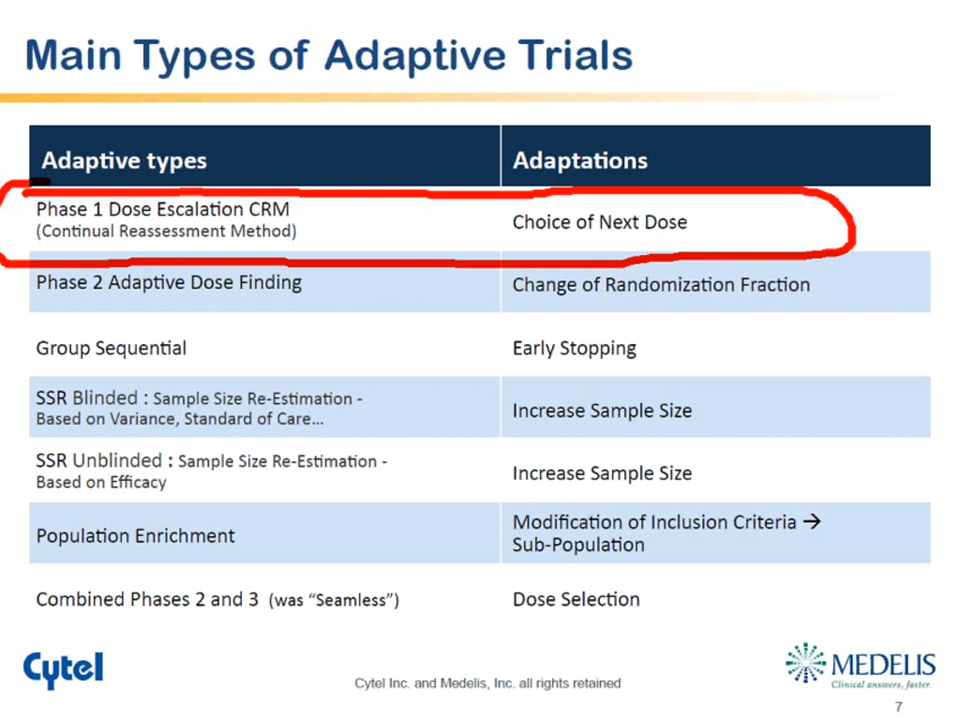 Main Types of Adaptive Trials
Adaptive types
Adaptations
Phase 1 Dose Escalation CRM
(Continual Reassessment Method)
Choice of Next Dose
Phase 2 Adaptive Dose Finding
Change of Randomization Fraction
Group Sequential
Early Stopping
SSR Blinded : Sample Size Re-Estimation -
Based on Variance, Standard of Care...
Increase Sample Size
SSR Unblinded : Sample Size Re-Estimation -
Based on Efficacy
Increase Sample Size
Population Enrichment
Modification of Inclusion Criteria →
Sub-Population
Combined Phases 2 and 3 (was “Seamless”)
Dose Selection
Cytel
Cytel Inc. and Medelis, Inc. all rights retained
MEDELIS
Clinical answers, faster.
7